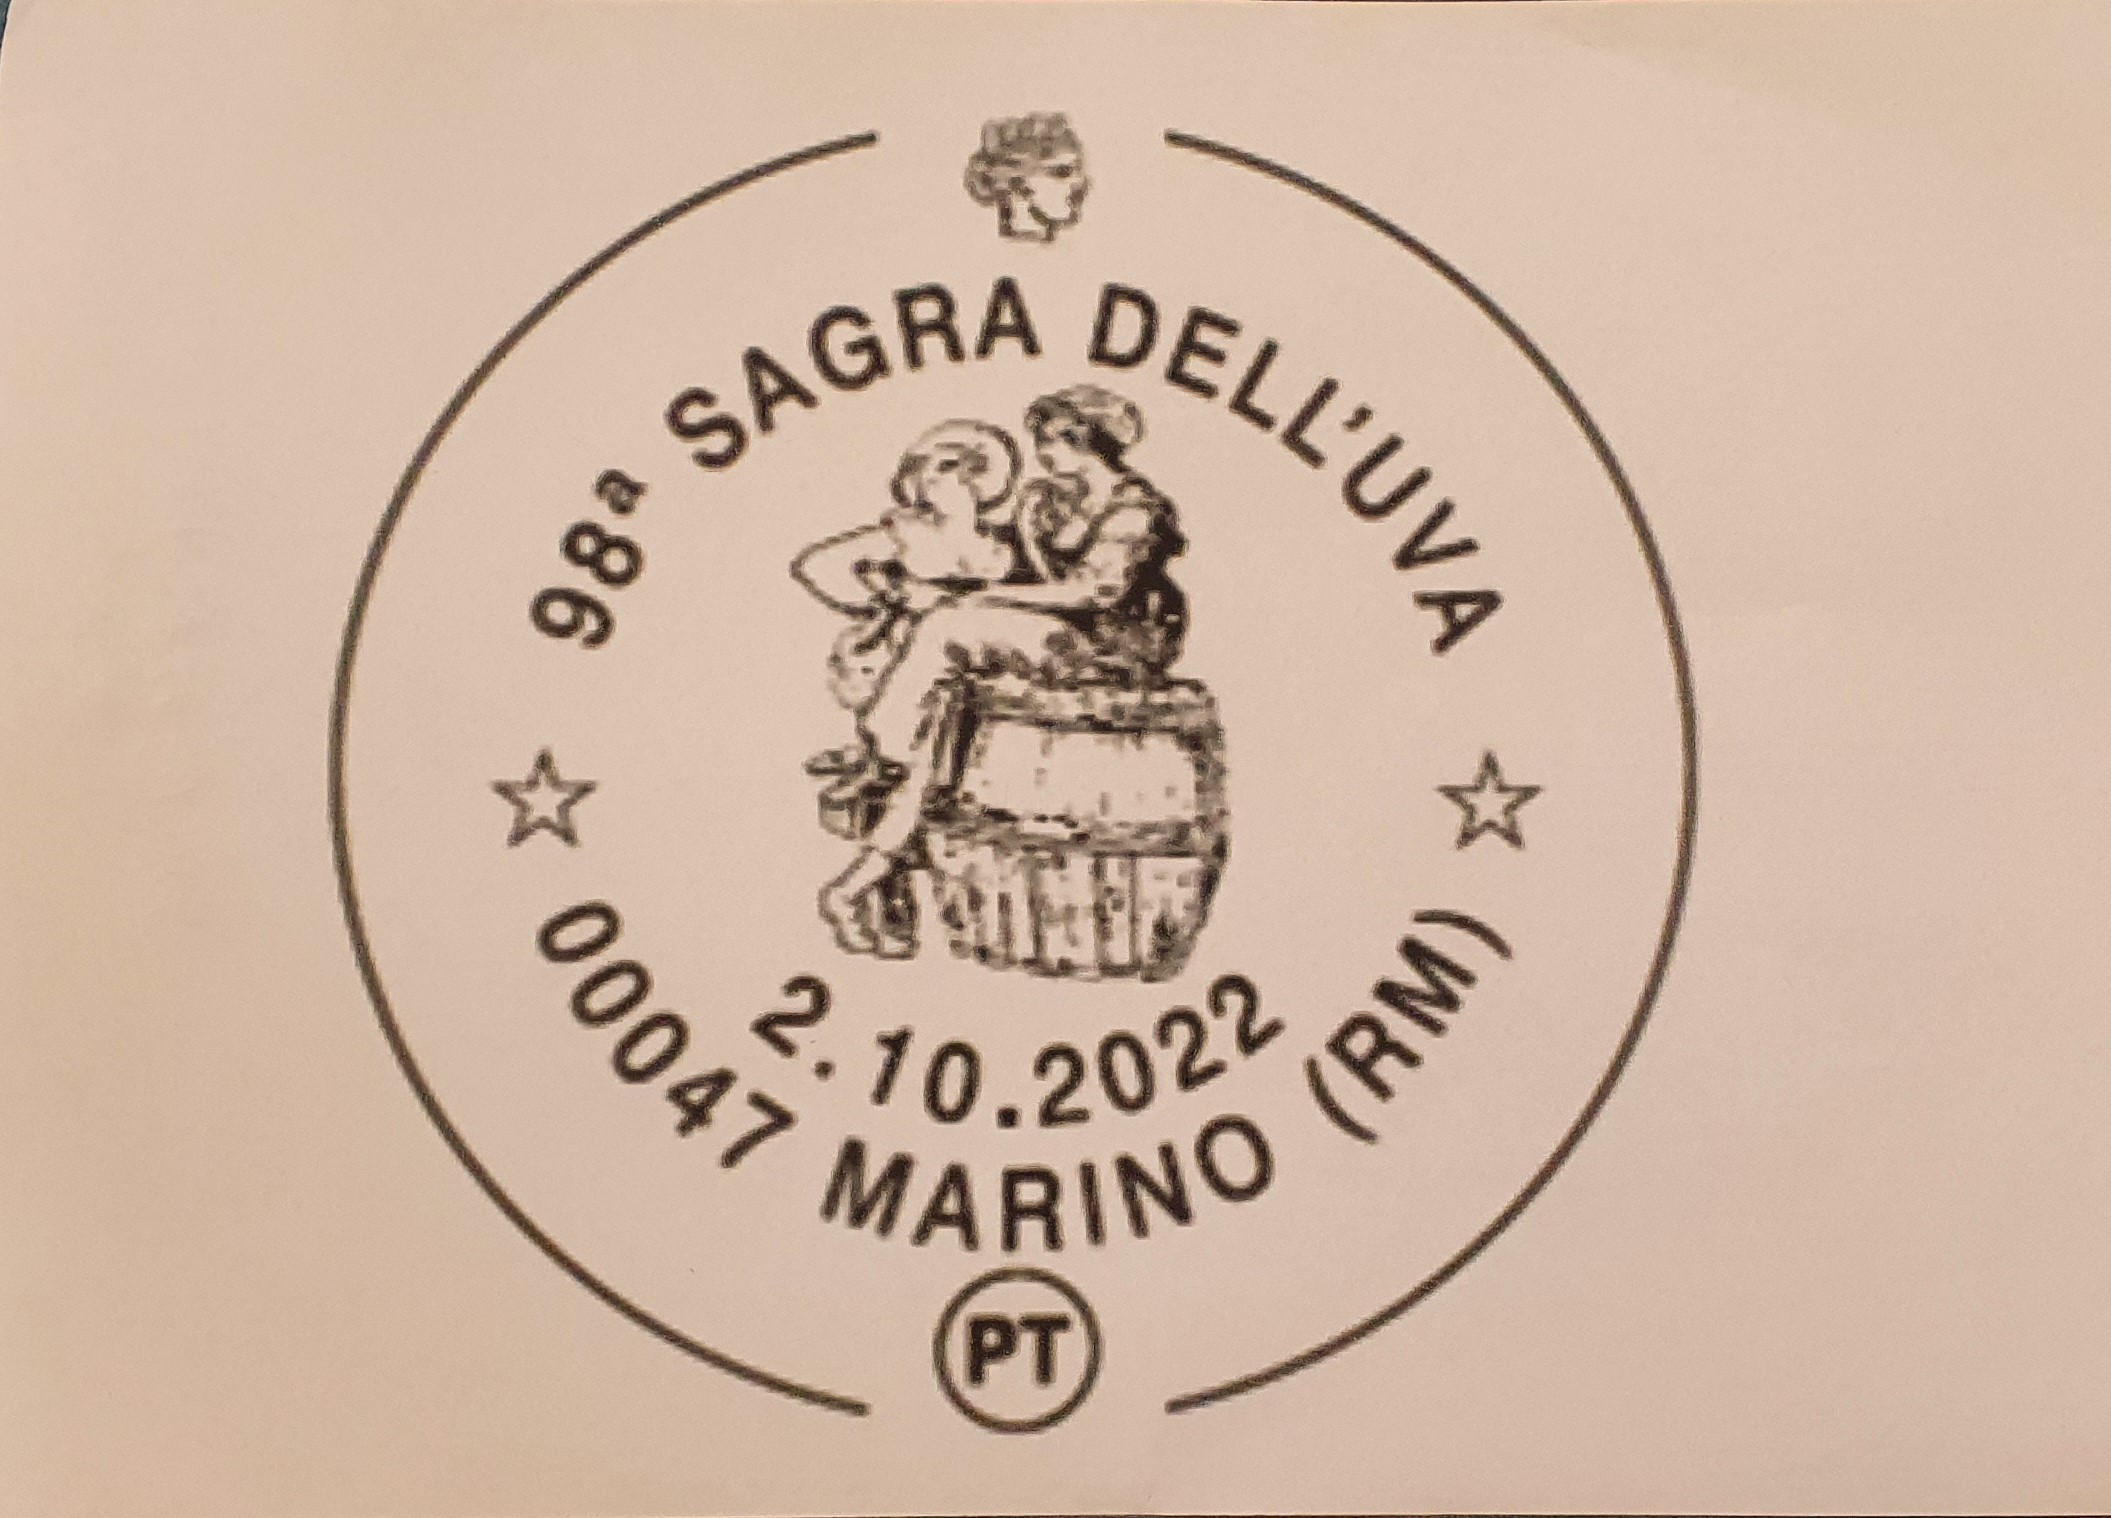 98ª SAGRA DELL'UVA
2.10.2022
00047 MARINO (RM)
PT